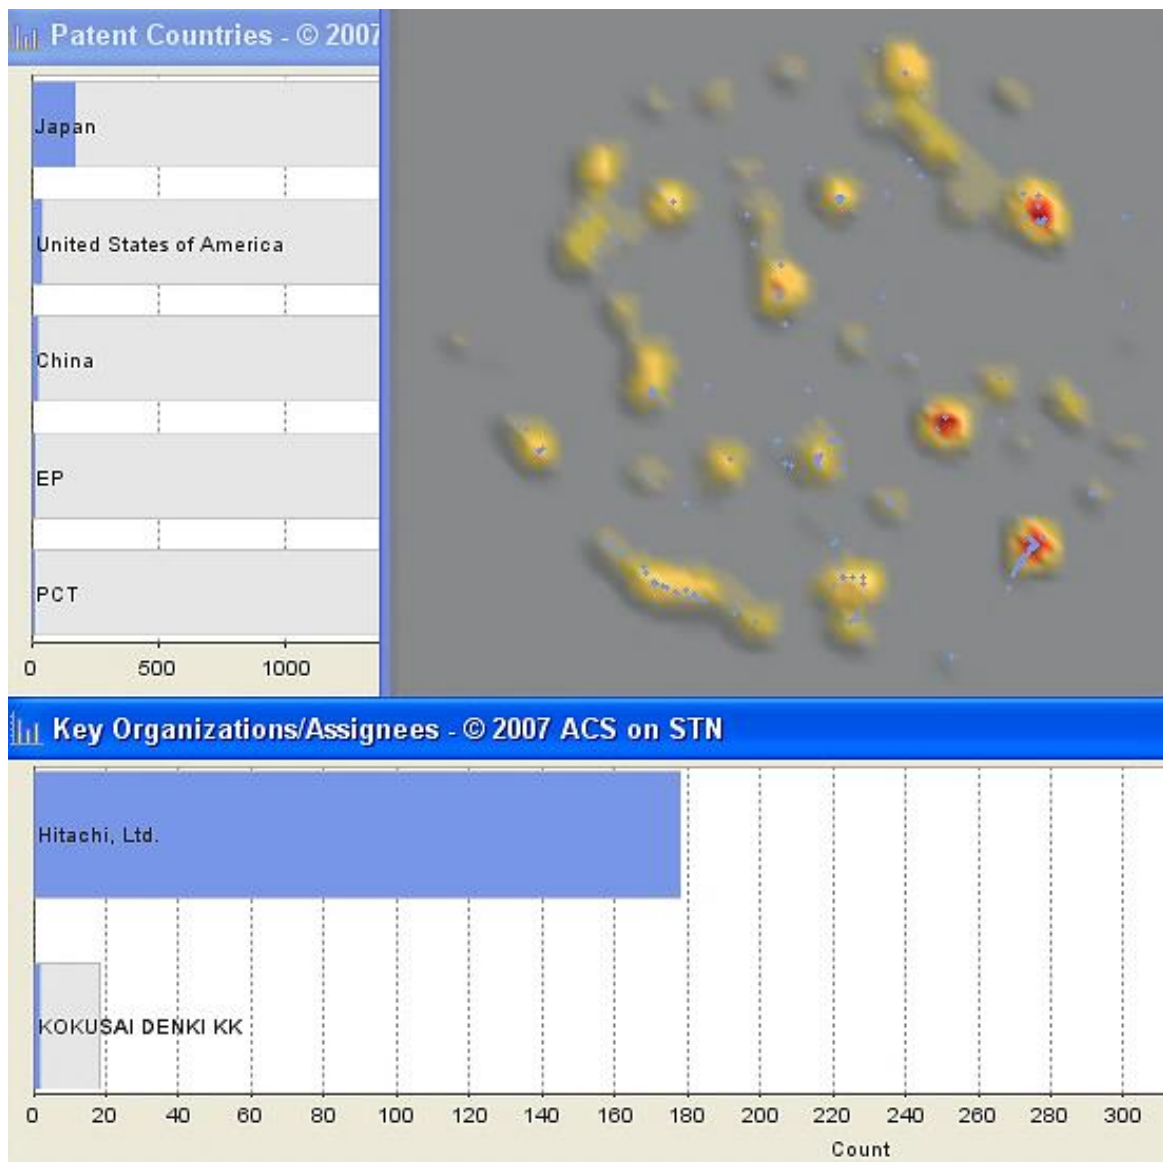 Patent Countries - © 2007
Japan
United States of America
China
EP
PCT
0 500 1000
Key Organizations/Assignees - © 2007 ACS on STN
Hitachi, Ltd.
KOKUSAI DENKI KK
0 20 40 60 80 100 120 140 160 180 200 220 240 260 280 300
Count